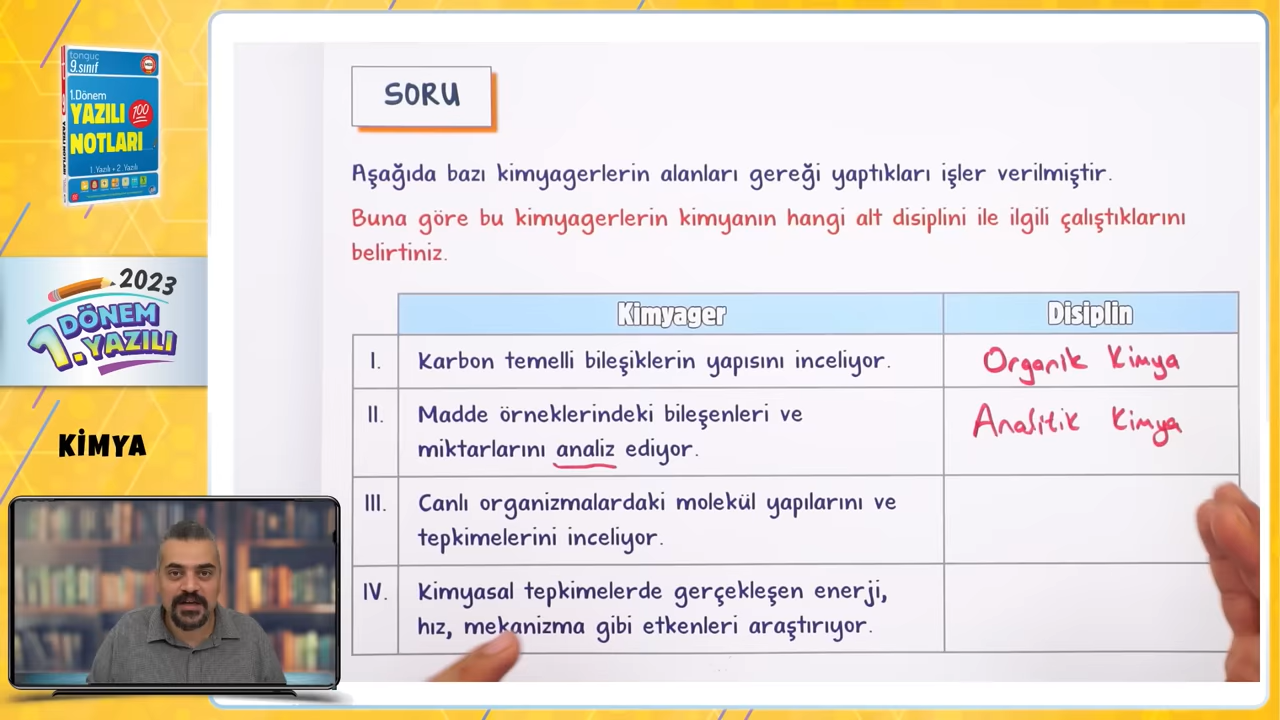 tonguç
9.sınıf
1.Dönem
YAZILI 100
NOTLARI
1. Yazılı • 2. Yazılı
YAZILI NOTLARI
2023
1. DÖNEM
YAZILI
KİMYA
SORU
Aşağıda bazı kimyagerlerin alanları gereği yaptıkları işler verilmiştir.
Buna göre bu kimyagerlerin kimyanın hangi alt disiplini ile ilgili çalıştıklarını
belirtiniz.
Kimyager Disiplin
I. Karbon temelli bileşiklerin yapısını inceliyor. Organik Kimya
II. Madde örneklerindeki bileşenleri ve
miktarlarını analiz ediyor. Analitik Kimya
III. Canlı organizmalardaki molekül yapılarını ve
tepkimelerini inceliyor.
IV. Kimyasal tepkimelerde gerçekleşen enerji,
hız, mekanizma gibi etkenleri araştırıyor.